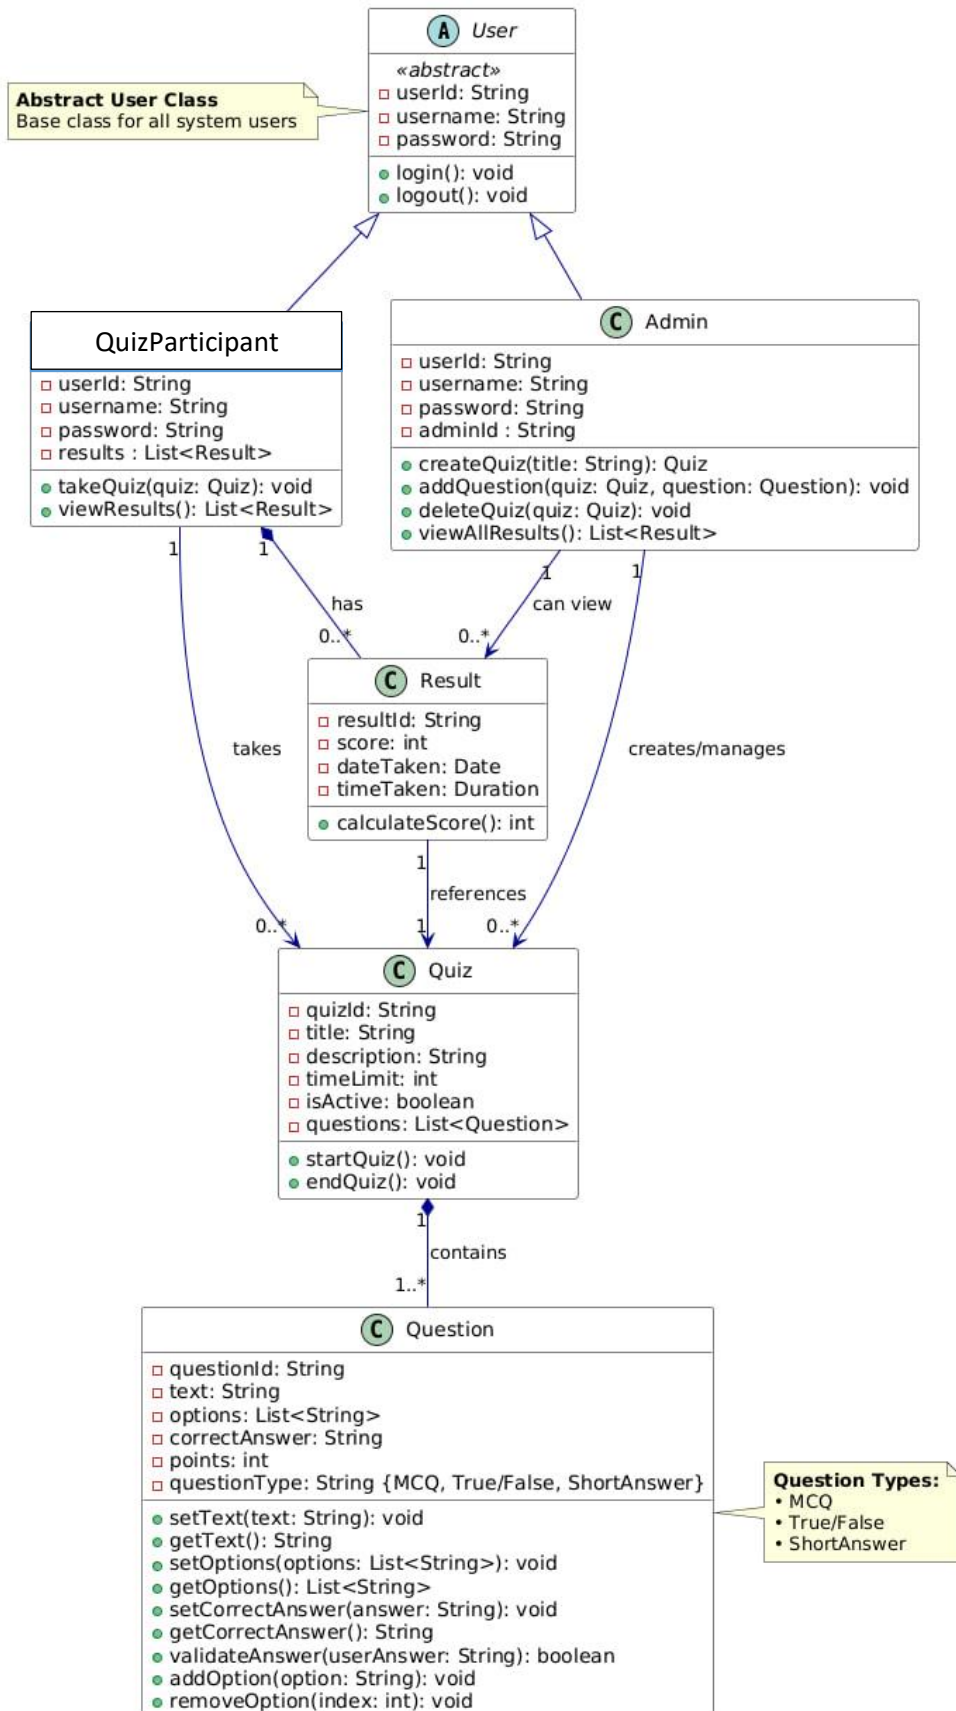 A User
«abstract»
userId: String
username: String
password: String
login(): void
logout(): void
Abstract User Class
Base class for all system users
QuizParticipant
userId: String
username: String
password: String
results : List<Result>
takeQuiz(quiz: Quiz): void
viewResults(): List<Result>
C Admin
userId: String
username: String
password: String
adminId : String
createQuiz(title: String): Quiz
addQuestion(quiz: Quiz, question: Question): void
deleteQuiz(quiz: Quiz): void
viewAllResults(): List<Result>
1
1
1
1
has
can view
0..*
0..*
C Result
resultId: String
score: int
dateTaken: Date
timeTaken: Duration
calculateScore(): int
takes
creates/manages
1
references
0..*
1
0..*
C Quiz
quizId: String
title: String
description: String
timeLimit: int
isActive: boolean
questions: List<Question>
startQuiz(): void
endQuiz(): void
1
contains
1..*
C Question
questionId: String
text: String
options: List<String>
correctAnswer: String
points: int
questionType: String {MCQ, True/False, ShortAnswer}
setText(text: String): void
getText(): String
setOptions(options: List<String>): void
getOptions(): List<String>
setCorrectAnswer(answer: String): void
getCorrectAnswer(): String
validateAnswer(userAnswer: String): boolean
addOption(option: String): void
removeOption(index: int): void
Question Types:
• MCQ
• True/False
• ShortAnswer